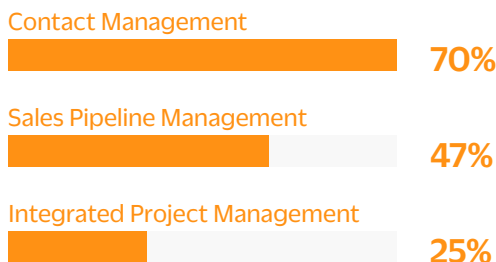 Contact Management
70%
Sales Pipeline Management
47%
Integrated Project Management
25%